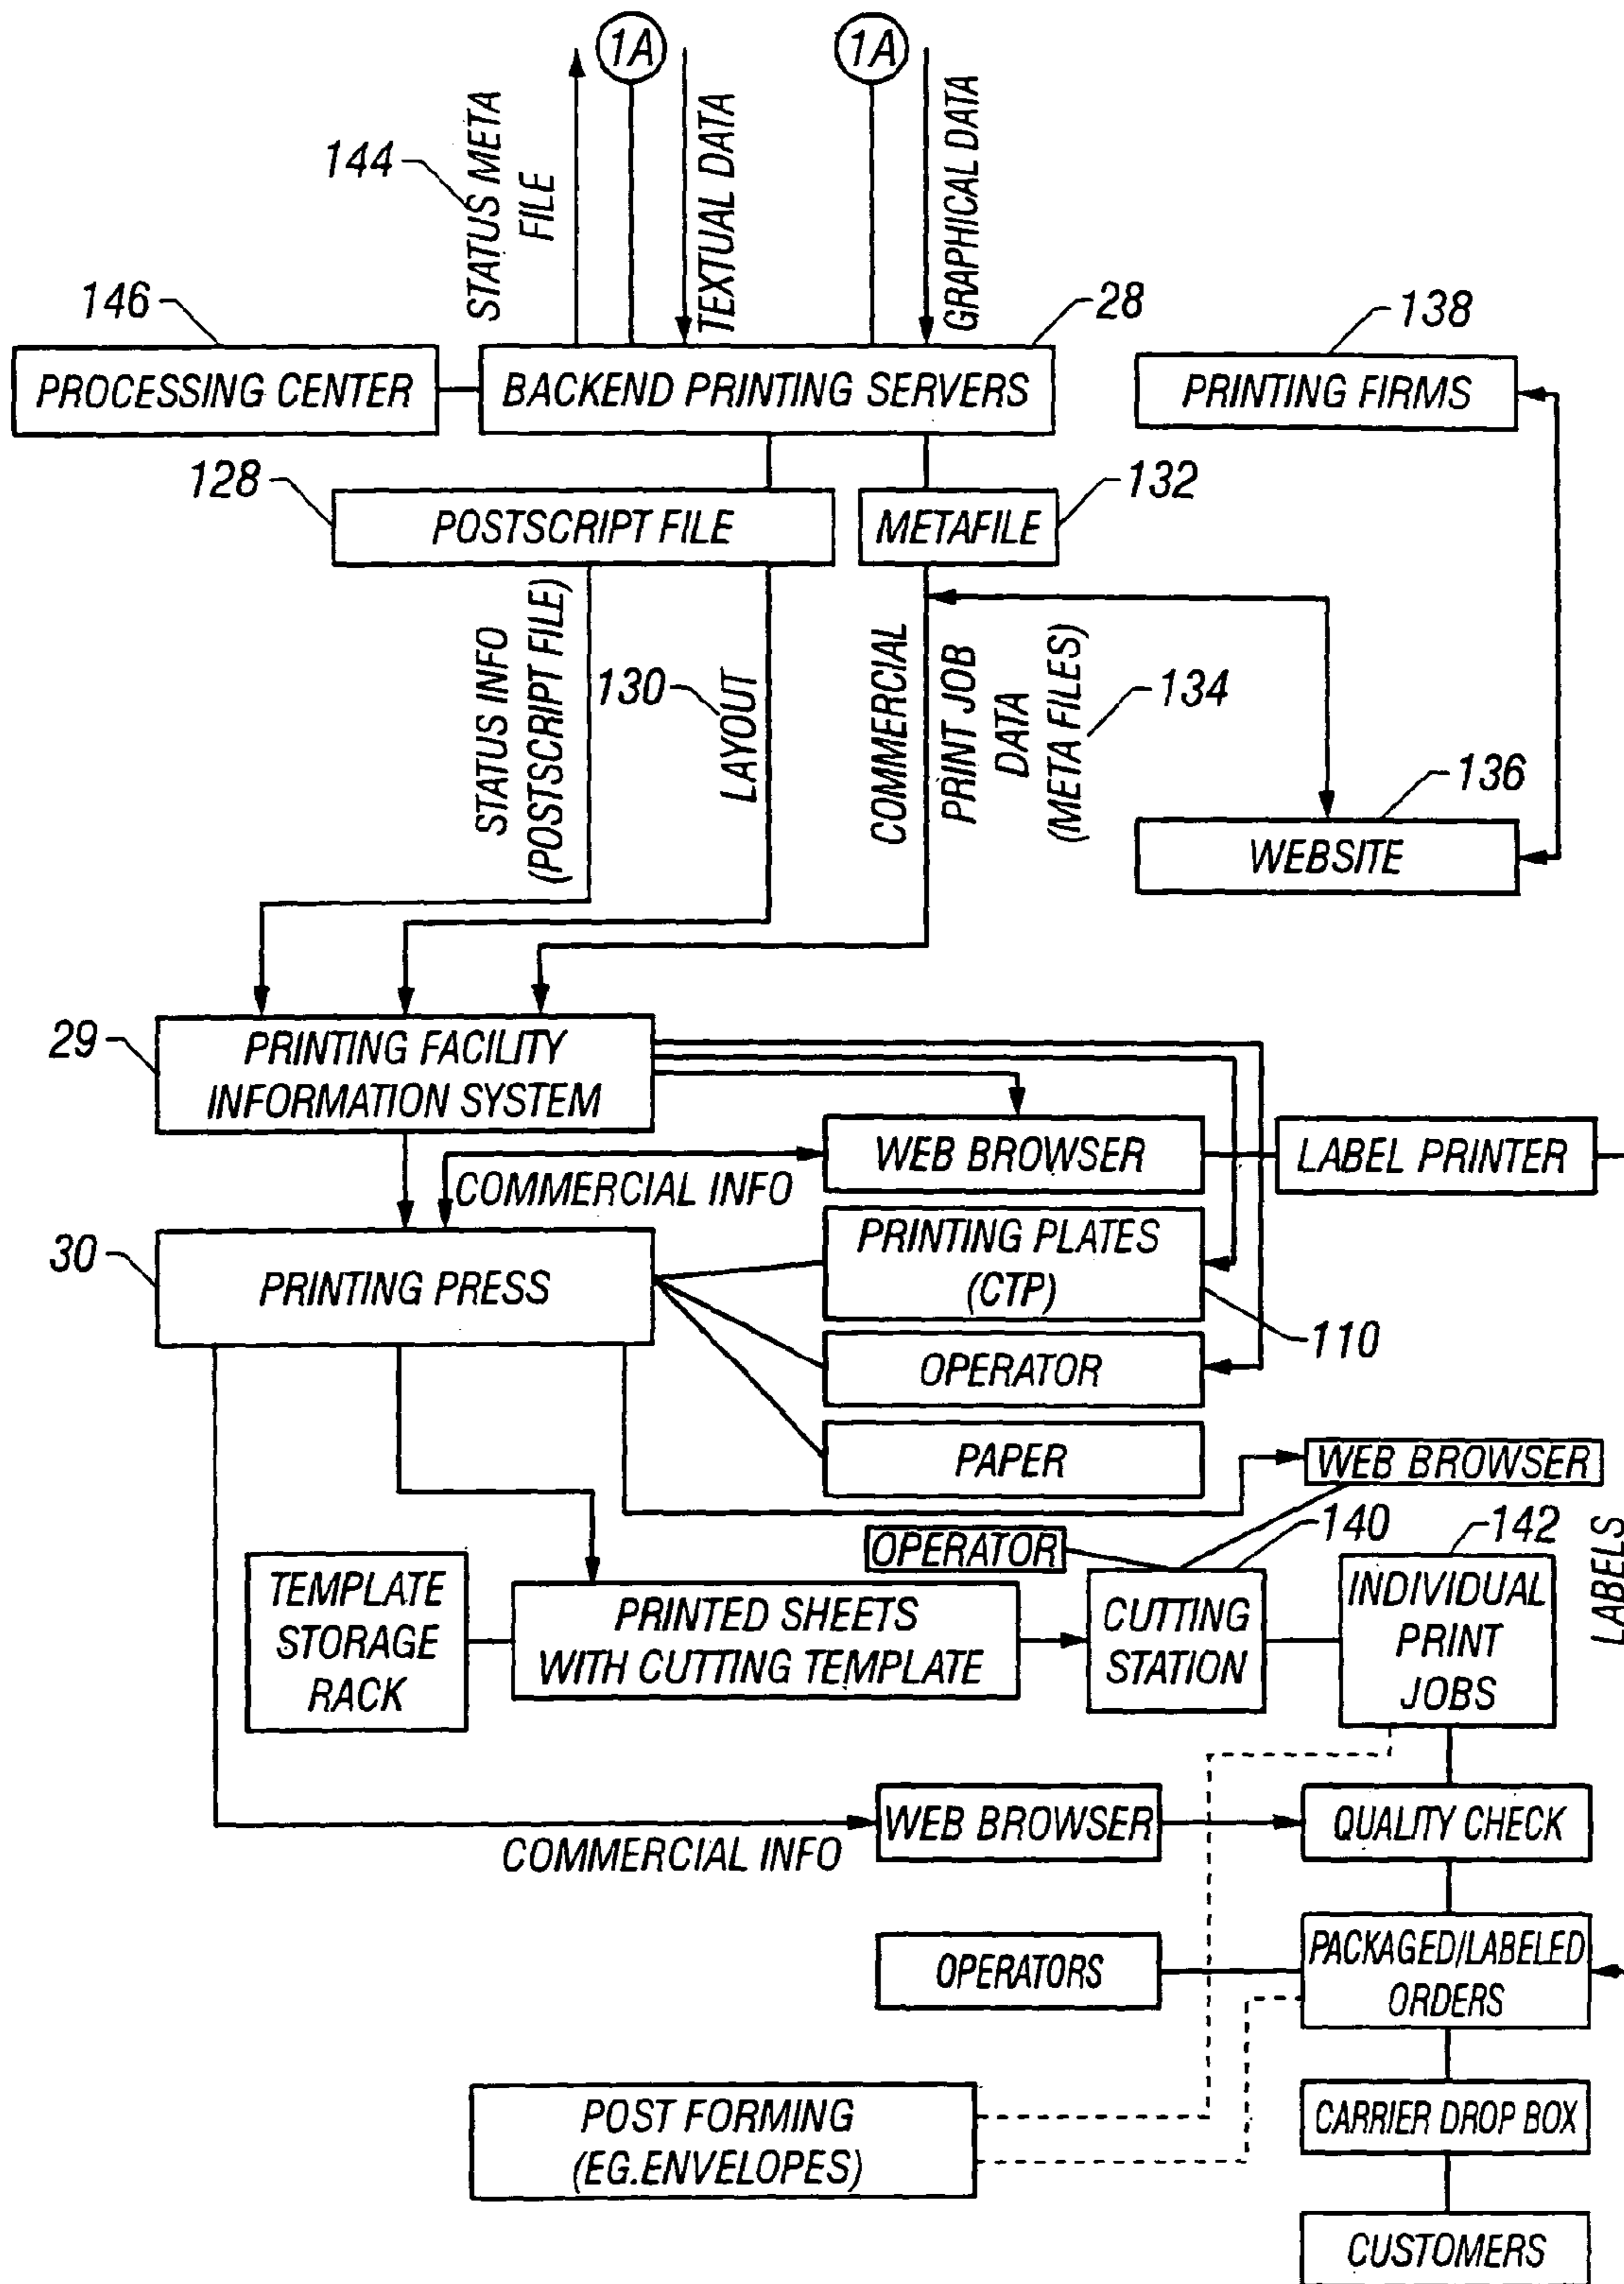 1A
1A
144
STATUS META
FILE
TEXTUAL DATA
GRAPHICAL DATA
146
28
138
PROCESSING CENTER
BACKEND PRINTING SERVERS
PRINTING FIRMS
128
132
POSTSCRIPT FILE
METAFILE
STATUS INFO
(POSTSCRIPT FILE)
130
LAYOUT
COMMERCIAL
PRINT JOB
DATA
(META FILES)
134
136
WEBSITE
29
PRINTING FACILITY
INFORMATION SYSTEM
WEB BROWSER
LABEL PRINTER
COMMERCIAL INFO
30
PRINTING PRESS
PRINTING PLATES
(CTP)
110
OPERATOR
PAPER
WEB BROWSER
OPERATOR
140
142
LABELS
TEMPLATE
STORAGE
RACK
PRINTED SHEETS
WITH CUTTING TEMPLATE
CUTTING
STATION
INDIVIDUAL
PRINT
JOBS
WEB BROWSER
QUALITY CHECK
COMMERCIAL INFO
OPERATORS
PACKAGED/LABELED
ORDERS
POST FORMING
(EG.ENVELOPES)
CARRIER DROP BOX
CUSTOMERS